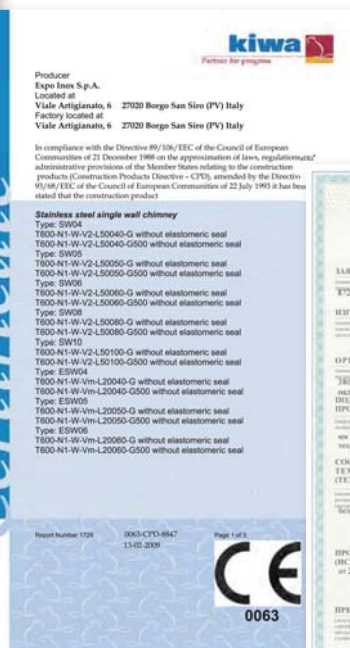 kiwa
Partner for progress
Producer
Expo Inox S.p.A.
Located at
Viale Artigianato, 6 27020 Borgo San Siro (PV) Italy
Factory located at
Viale Artigianato, 6 27020 Borgo San Siro (PV) Italy
In compliance with the Directive 89/106/EEC of the Council of European
Communities of 21 December 1988 on the approximation of laws, regulations
administrative provisions of the Member States relating to the construction
products (Construction Products Directive - CPD), amended by the Directiv
93/68/EEC of the Council of European Communities of 22 July 1993 it has been
stated that the construction product
Stainless steel single wall chimney
Type: SW04
T600-N1-W-V2-L50040-G without elastomeric seal
T600-N1-W-V2-L50040-G500 without elastomeric seal
Type: SW05
T600-N1-W-V2-L50050-G without elastomeric seal
T600-N1-W-V2-L50050-G500 without elastomeric seal
Type: SW06
T600-N1-W-V2-L50060-G without elastomeric seal
T600-N1-W-V2-L50060-G500 without elastomeric seal
Type: SW08
T600-N1-W-V2-L50080-G without elastomeric seal
T600-N1-W-V2-L50080-G500 without elastomeric seal
Type: SW10
T600-N1-W-V2-L50100-G without elastomeric seal
T600-N1-W-V2-L50100-G500 without elastomeric seal
Type: ESW04
T600-N1-W-Vm-L20040-G without elastomeric seal
T600-N1-W-Vm-L20040-G500 without elastomeric seal
Type: ESW05
T600-N1-W-Vm-L20050-G without elastomeric seal
T600-N1-W-Vm-L20050-G500 without elastomeric seal
Type: ESW06
T600-N1-W-Vm-L20060-G without elastomeric seal
T600-N1-W-Vm-L20060-G500 without elastomeric seal
Report Number 1729 0063-CPD-8847 Page 1 of 3
13-02-2009
CE
0063